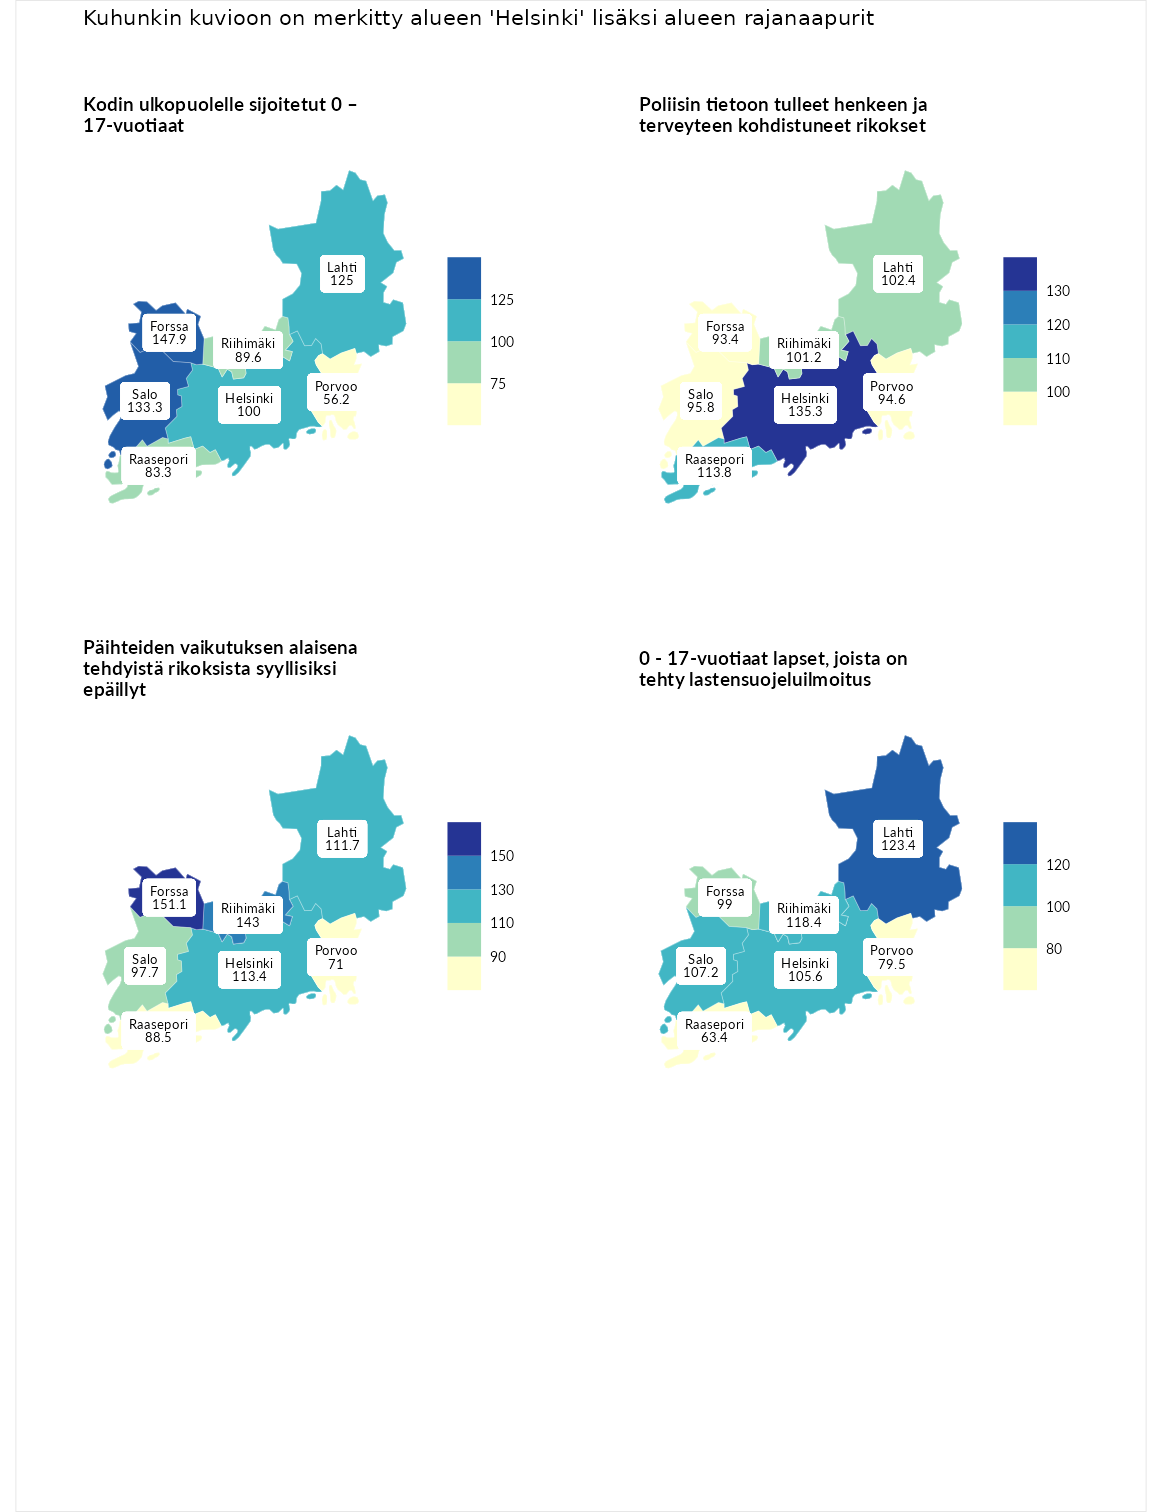 Kuhunkin kuvioon on merkitty alueen 'Helsinki' lisäksi alueen rajanaapurit
Kodin ulkopuolelle sijoitetut 0 –
17-vuotiaat
Lahti
125
Forssa
147.9
Riihimäki
89.6
Salo
133.3
Helsinki
100
Porvoo
56.2
Raasepori
83.3
125
100
75
Poliisin tietoon tulleet henkeen ja
terveyteen kohdistuneet rikokset
Lahti
102.4
Forssa
93.4
Riihimäki
101.2
Salo
95.8
Helsinki
135.3
Porvoo
94.6
Raasepori
113.8
130
120
110
100
Päihteiden vaikutuksen alaisena
tehdyistä rikoksista syyllisiksi
epäillyt
Lahti
111.7
Forssa
151.1
Riihimäki
143
Salo
97.7
Helsinki
113.4
Porvoo
71
Raasepori
88.5
150
130
110
90
0 - 17-vuotiaat lapset, joista on
tehty lastensuojeluilmoitus
Lahti
123.4
Forssa
99
Riihimäki
118.4
Salo
107.2
Helsinki
105.6
Porvoo
79.5
Raasepori
63.4
120
100
80